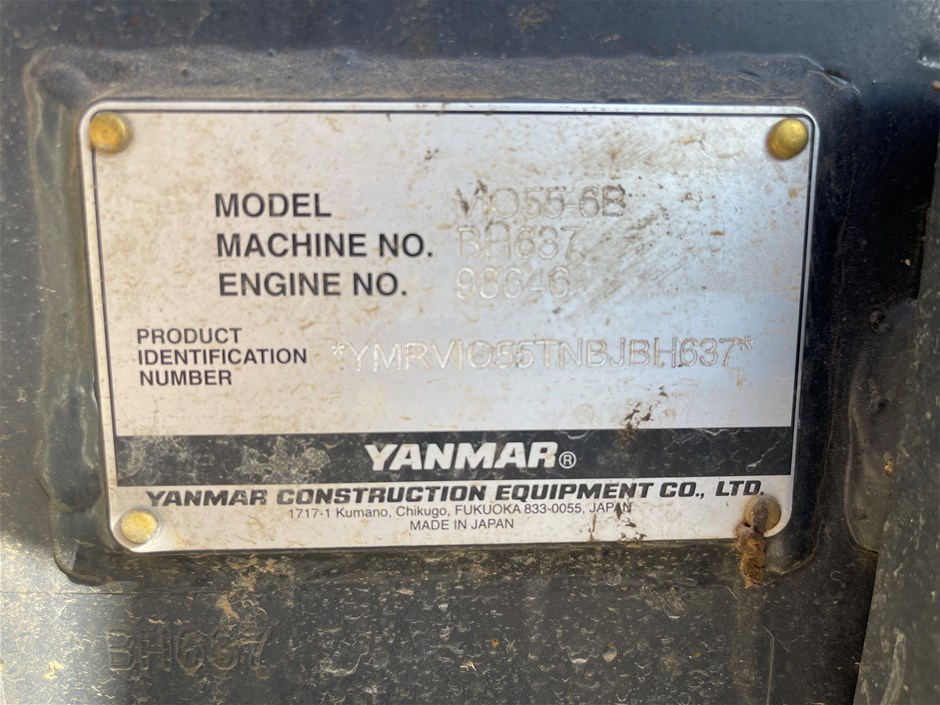 MODEL VIO55-6B
MACHINE NO. BH637
ENGINE NO. 98646
PRODUCT
IDENTIFICATION *YMRVIO55TNBJBH637*
NUMBER
YANMAR®
YANMAR CONSTRUCTION EQUIPMENT CO., LTD.
1717-1 Kumano, Chikugo, FUKUOKA 833-0055, JAPAN
MADE IN JAPAN
BH637